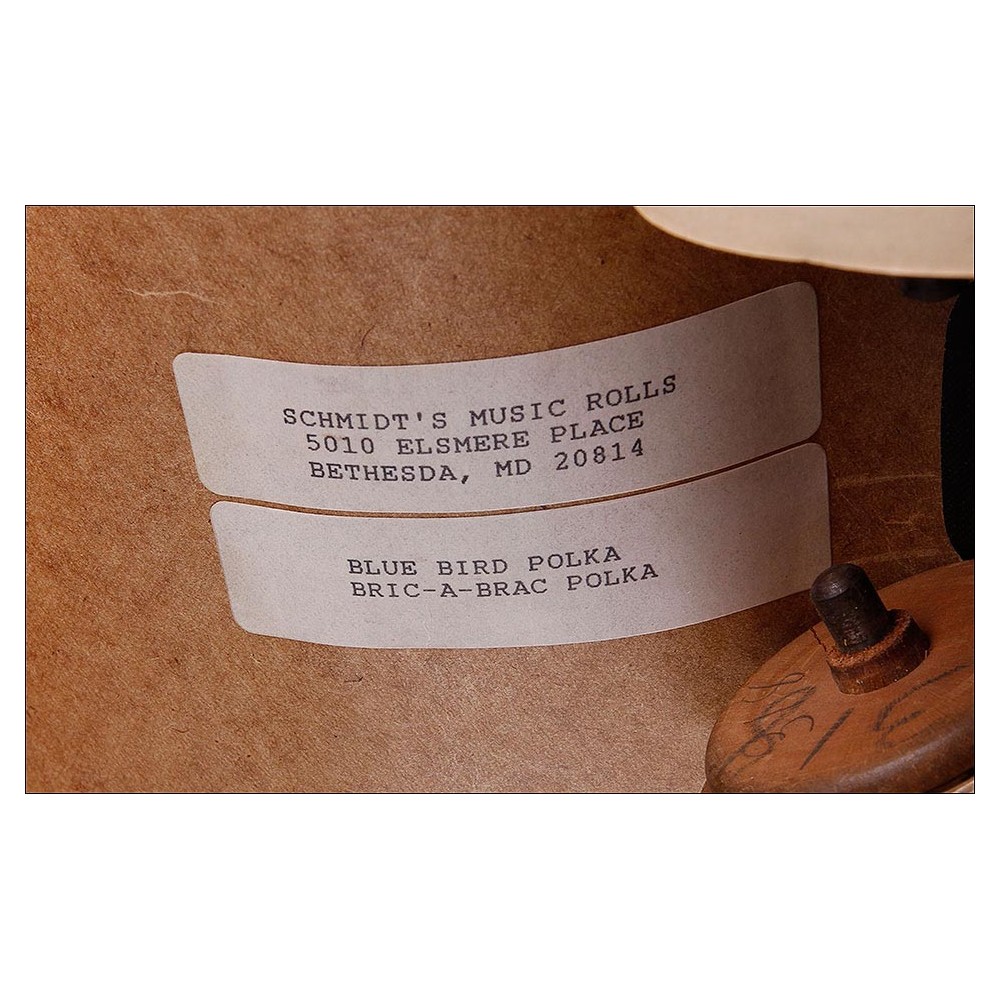 SCHMIDT'S MUSIC ROLLS
5010 ELSMERE PLACE
BETHESDA, MD 20814
BLUE BIRD POLKA
BRIC-A-BRAC POLKA